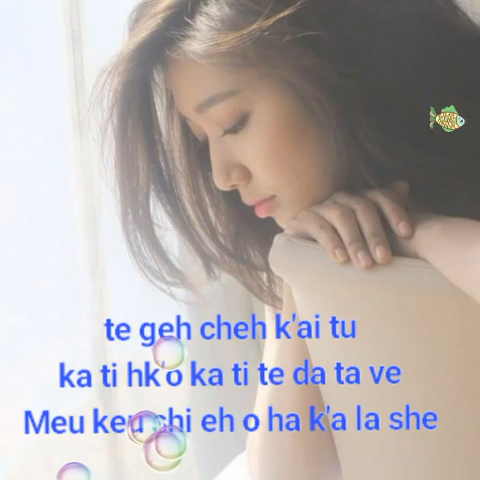 te geh cheh k'ai tu
ka ti hk'o ka ti te da ta ve
Meu keu shi eh o ha k'a la she